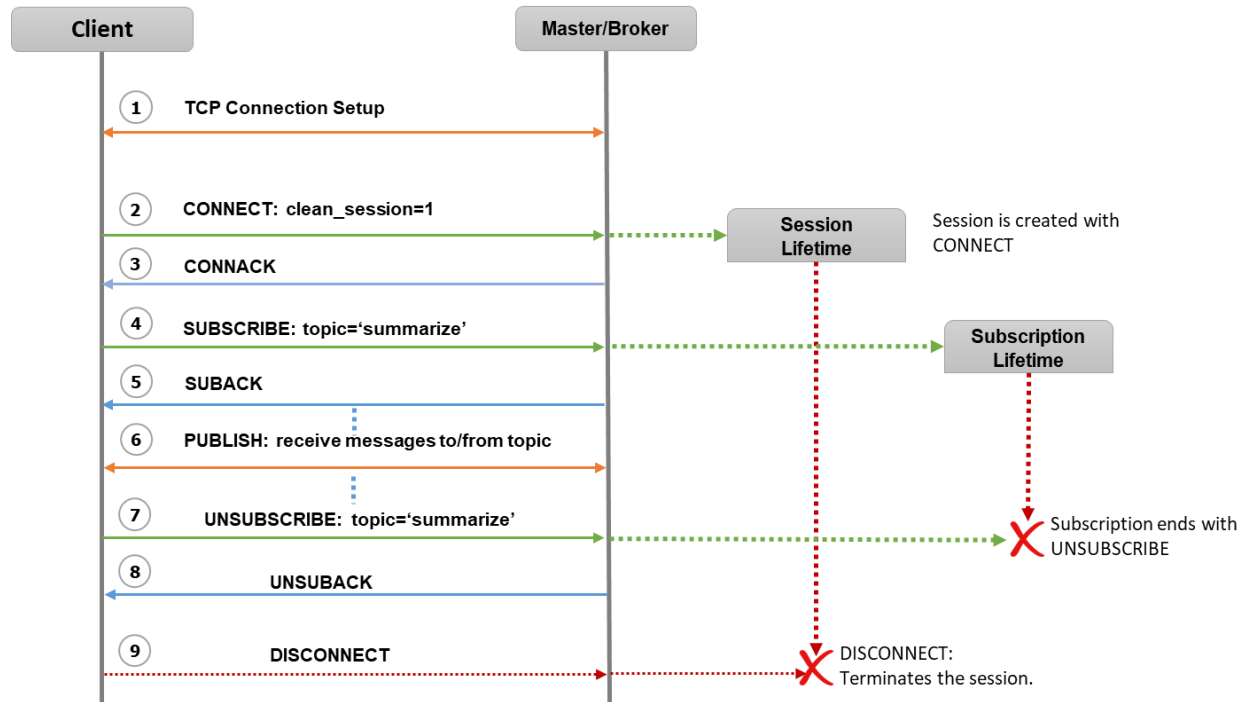 Client
Master/Broker
1
TCP Connection Setup
2
CONNECT: clean_session=1
Session
Lifetime
Session is created with
CONNECT
3
CONNACK
4
SUBSCRIBE: topic=‘summarize’
Subscription
Lifetime
5
SUBACK
6
PUBLISH: receive messages to/from topic
7
UNSUBSCRIBE: topic=‘summarize’
Subscription ends with
UNSUBSCRIBE
8
UNSUBACK
9
DISCONNECT
DISCONNECT:
Terminates the session.